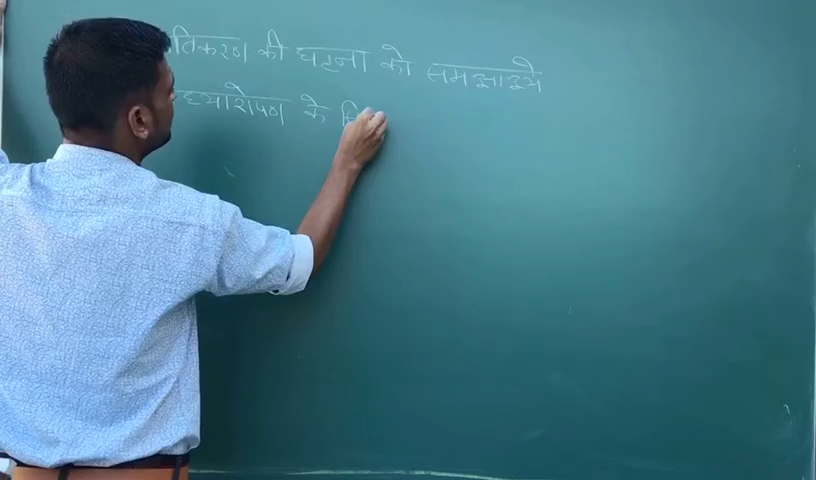 तिकरण की घटना को समझाइये
ध्यारोपण के सि